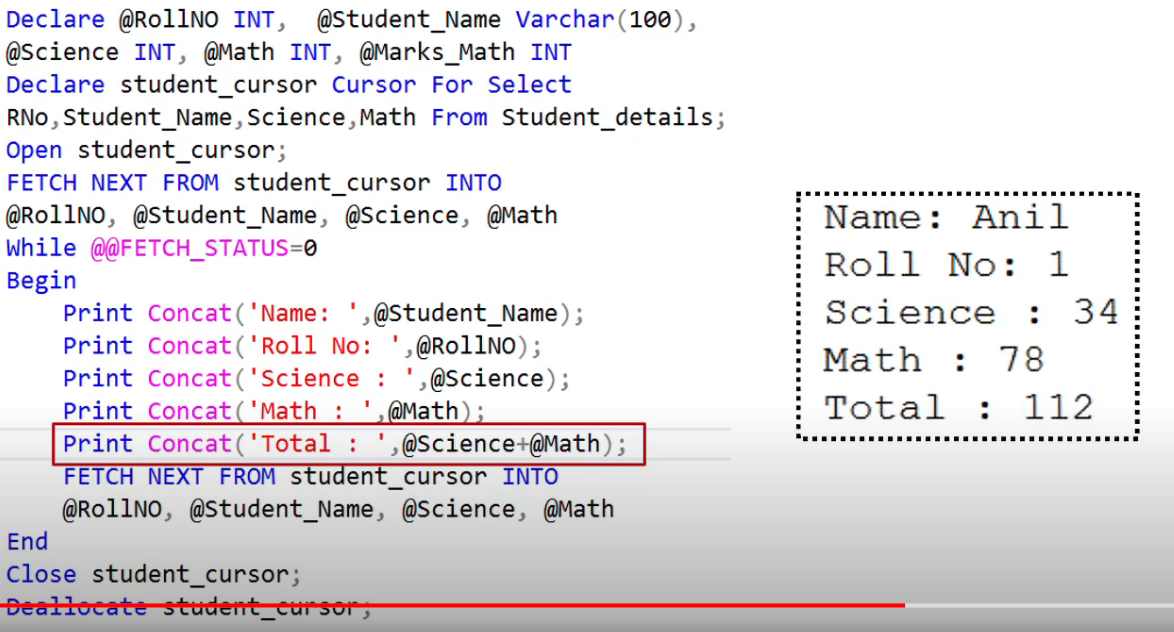 Declare @RollNO INT,  @Student_Name Varchar(100),
@Science INT, @Math INT, @Marks_Math INT
Declare student_cursor Cursor For Select
RNo,Student_Name,Science,Math From Student_details;
Open student_cursor;
FETCH NEXT FROM student_cursor INTO
@RollNO, @Student_Name, @Science, @Math
While @@FETCH_STATUS=0
Begin
    Print Concat('Name: ',@Student_Name);
    Print Concat('Roll No: ',@RollNO);
    Print Concat('Science : ',@Science);
    Print Concat('Math : ',@Math);
    Print Concat('Total : ',@Science+@Math);
    FETCH NEXT FROM student_cursor INTO
    @RollNO, @Student_Name, @Science, @Math
End
Close student_cursor;
Deallocate student_cursor;
Name: Anil
Roll No: 1
Science : 34
Math : 78
Total : 112